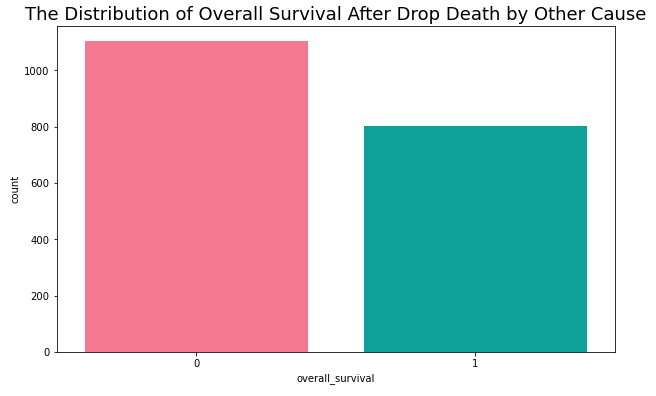 The Distribution of Overall Survival After Drop Death by Other Cause
1000
800
600
400
200
0
count
0 1
overall_survival